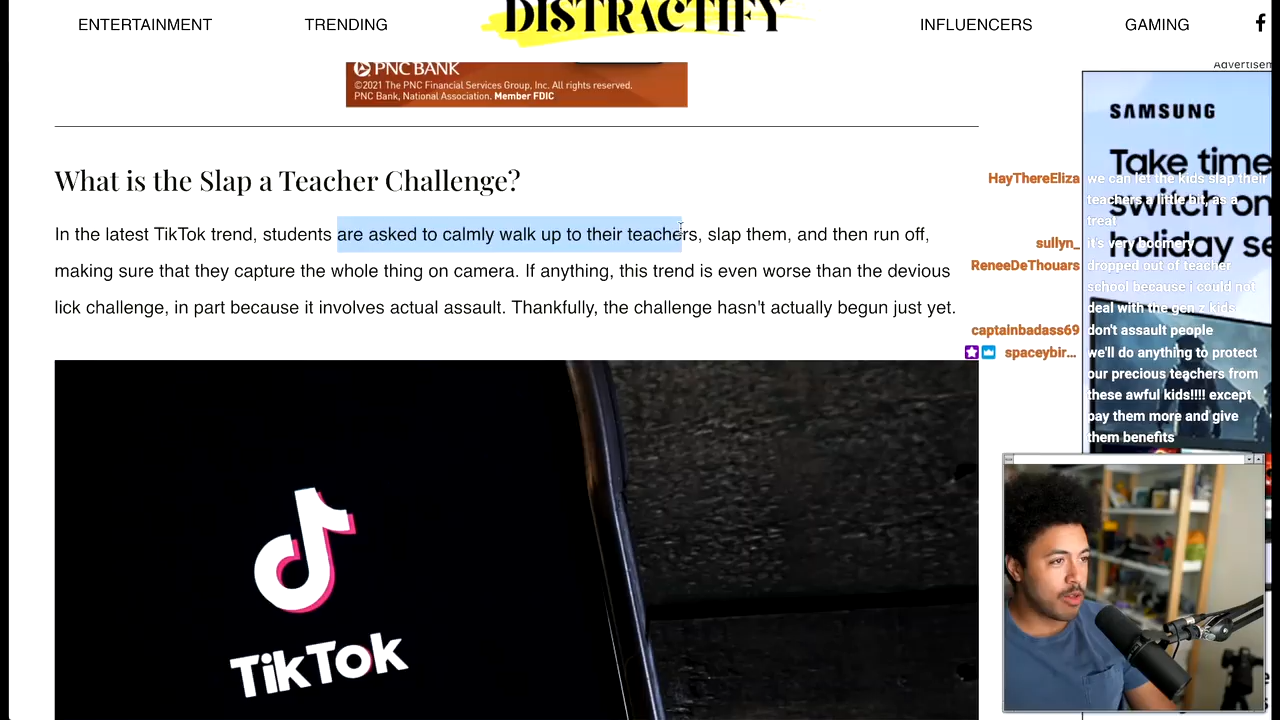 ENTERTAINMENT
TRENDING
DISTRACTIFY
INFLUENCERS
GAMING
PNC BANK
©2021 The PNC Financial Services Group, Inc. All rights reserved.
PNC Bank, National Association. Member FDIC
SAMSUNG
Take time
switch on
holiday se
What is the Slap a Teacher Challenge?
In the latest TikTok trend, students are asked to calmly walk up to their teachers, slap them, and then run off,
making sure that they capture the whole thing on camera. If anything, this trend is even worse than the devious
lick challenge, in part because it involves actual assault. Thankfully, the challenge hasn't actually begun just yet.
TikTok
HayThereEliza we can let the kids slap their
teachers a little bit, as a
treat
sullyn_ it's very boomery
ReneeDeThouars dropped out of teacher
school because i could not
deal with the gen z kids
captainbadass69 don't assault people
spaceybir... we'll do anything to protect
our precious teachers from
these awful kids!!!! except
pay them more and give
them benefits